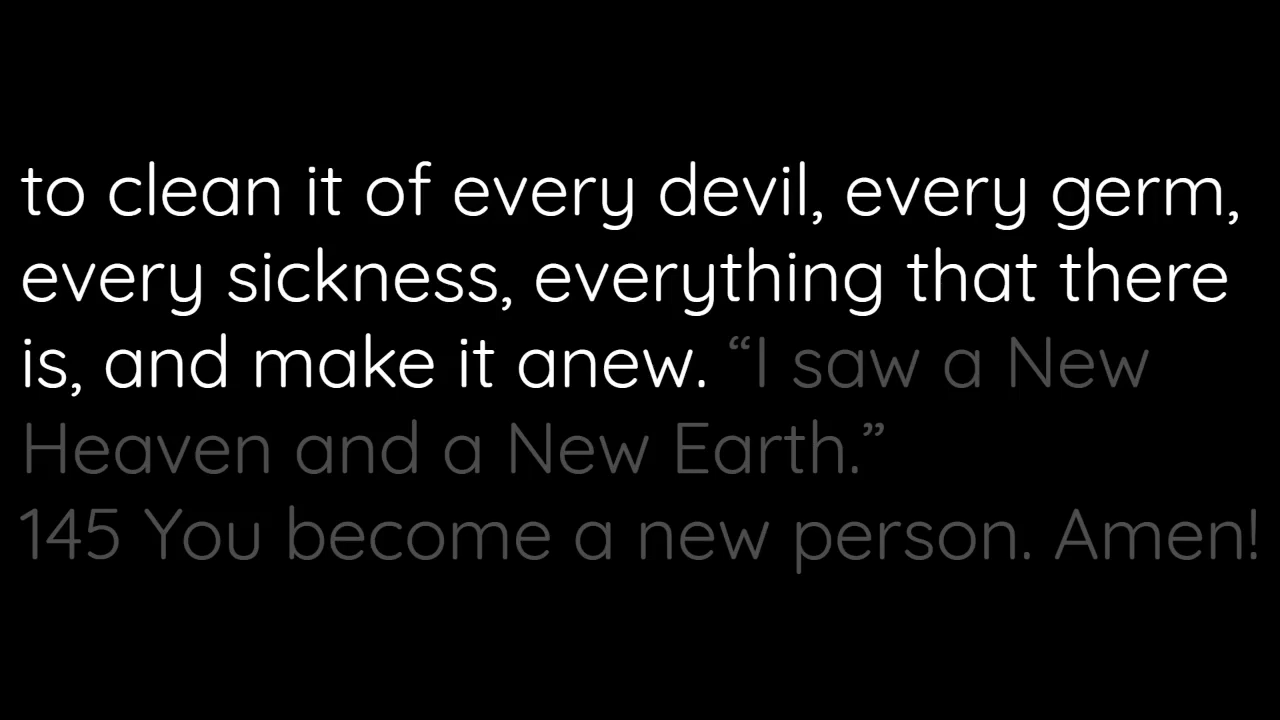 to clean it of every devil, every germ,
every sickness, everything that there
is, and make it anew. “I saw a New
Heaven and a New Earth.”
145 You become a new person. Amen!